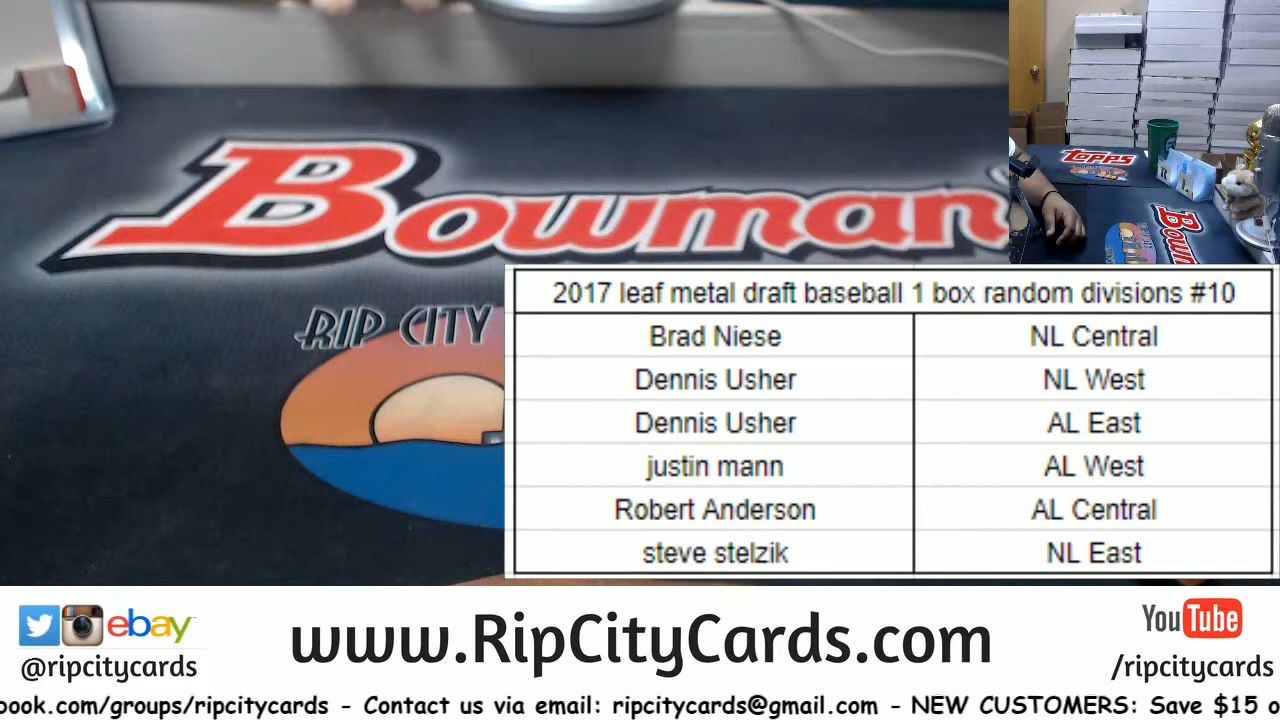 Bowman
TOPPS
R
L
Bown
RIP CITY
2017 leaf metal draft baseball 1 box random divisions #10
Brad Niese NL Central
Dennis Usher NL West
Dennis Usher AL East
justin mann AL West
Robert Anderson AL Central
steve stelzik NL East
ebay
@ripcitycards
www.RipCityCards.com
YouTube
/ripcitycards
book.com/groups/ripcitycards - Contact us via email: ripcitycards@gmail.com - NEW CUSTOMERS: Save $15 o